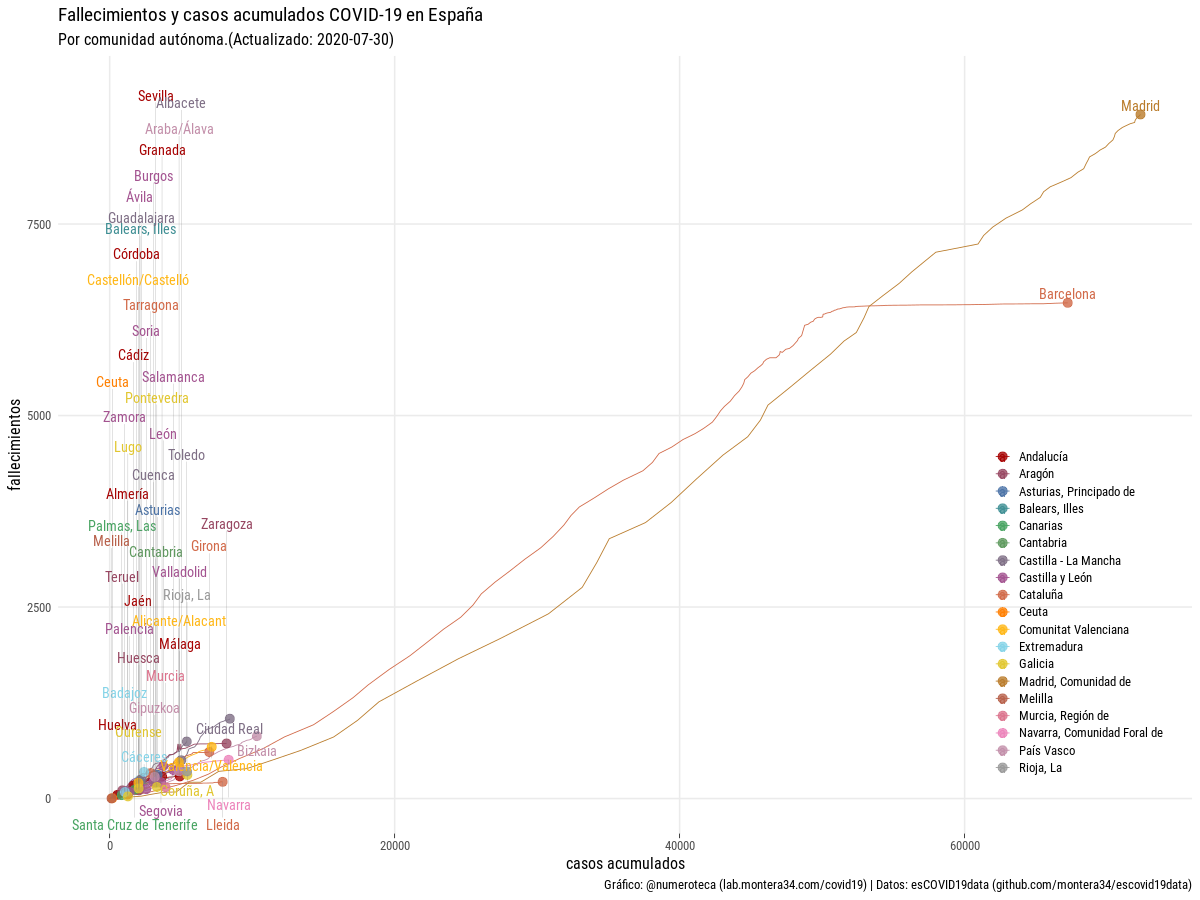 Fallecimientos y casos acumulados COVID-19 en España
Por comunidad autónoma.(Actualizado: 2020-07-30)
fallecimientos
7500
5000
2500
0
Sevilla
Albacete
Madrid
Araba/Álava
Granada
Burgos
Ávila
Guadalajara
Balears, Illes
Córdoba
Castellón/Castelló
Barcelona
Tarragona
Soria
Cádiz
Salamanca
Ceuta
Pontevedra
Zamora
León
Lugo
Toledo
Cuenca
Almería
Asturias
Palmas, Las
Zaragoza
Melilla
Girona
Cantabria
Teruel
Valladolid
Rioja, La
Jaén
Alicante/Alacant
Palencia
Málaga
Huesca
Murcia
Badajoz
Gipuzkoa
Huelva
Ourense
Ciudad Real
Bizkaia
Cáceres
Valencia/València
Coruña, A
Navarra
Segovia
Santa Cruz de Tenerife
Lleida
Andalucía
Aragón
Asturias, Principado de
Balears, Illes
Canarias
Cantabria
Castilla - La Mancha
Castilla y León
Cataluña
Ceuta
Comunitat Valenciana
Extremadura
Galicia
Madrid, Comunidad de
Melilla
Murcia, Región de
Navarra, Comunidad Foral de
País Vasco
Rioja, La
0
20000
40000
60000
casos acumulados
Gráfico: @numeroteca (lab.montera34.com/covid19) | Datos: esCOVID19data (github.com/montera34/escovid19data)